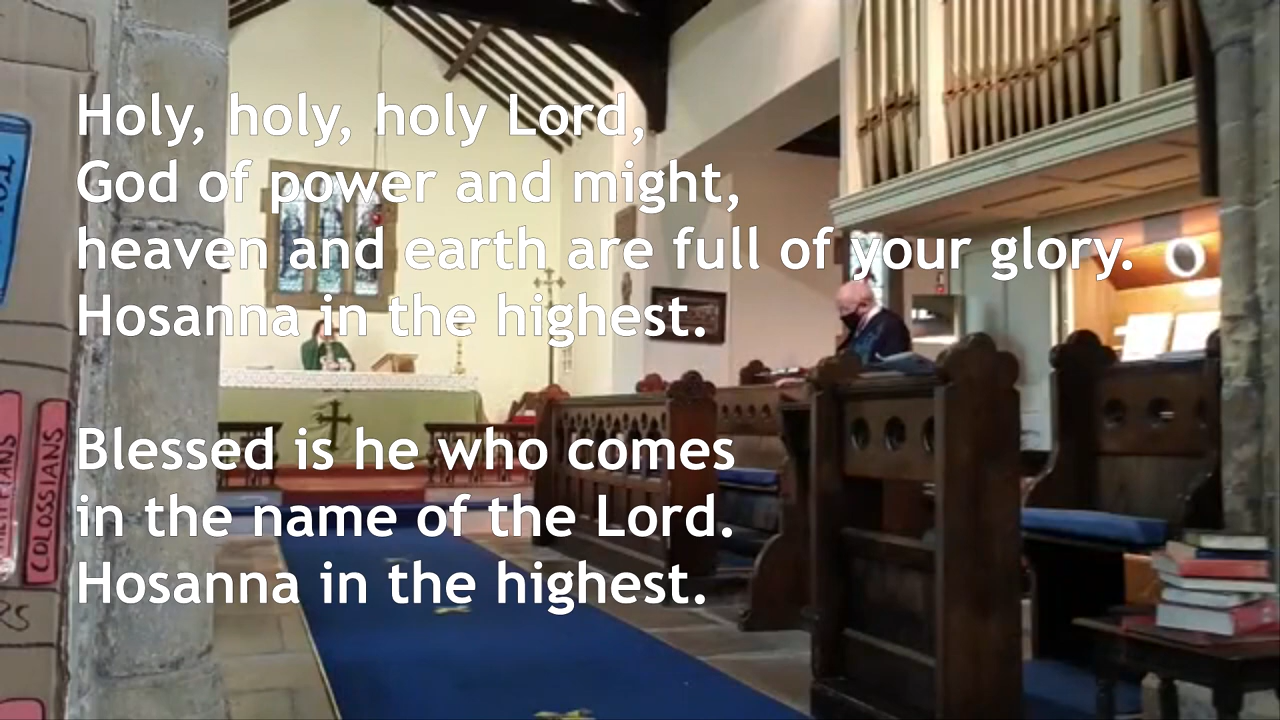 Holy, holy, holy Lord,
God of power and might,
heaven and earth are full of your glory.
Hosanna in the highest.
Blessed is he who comes
in the name of the Lord.
Hosanna in the highest.
COLOSSIANS